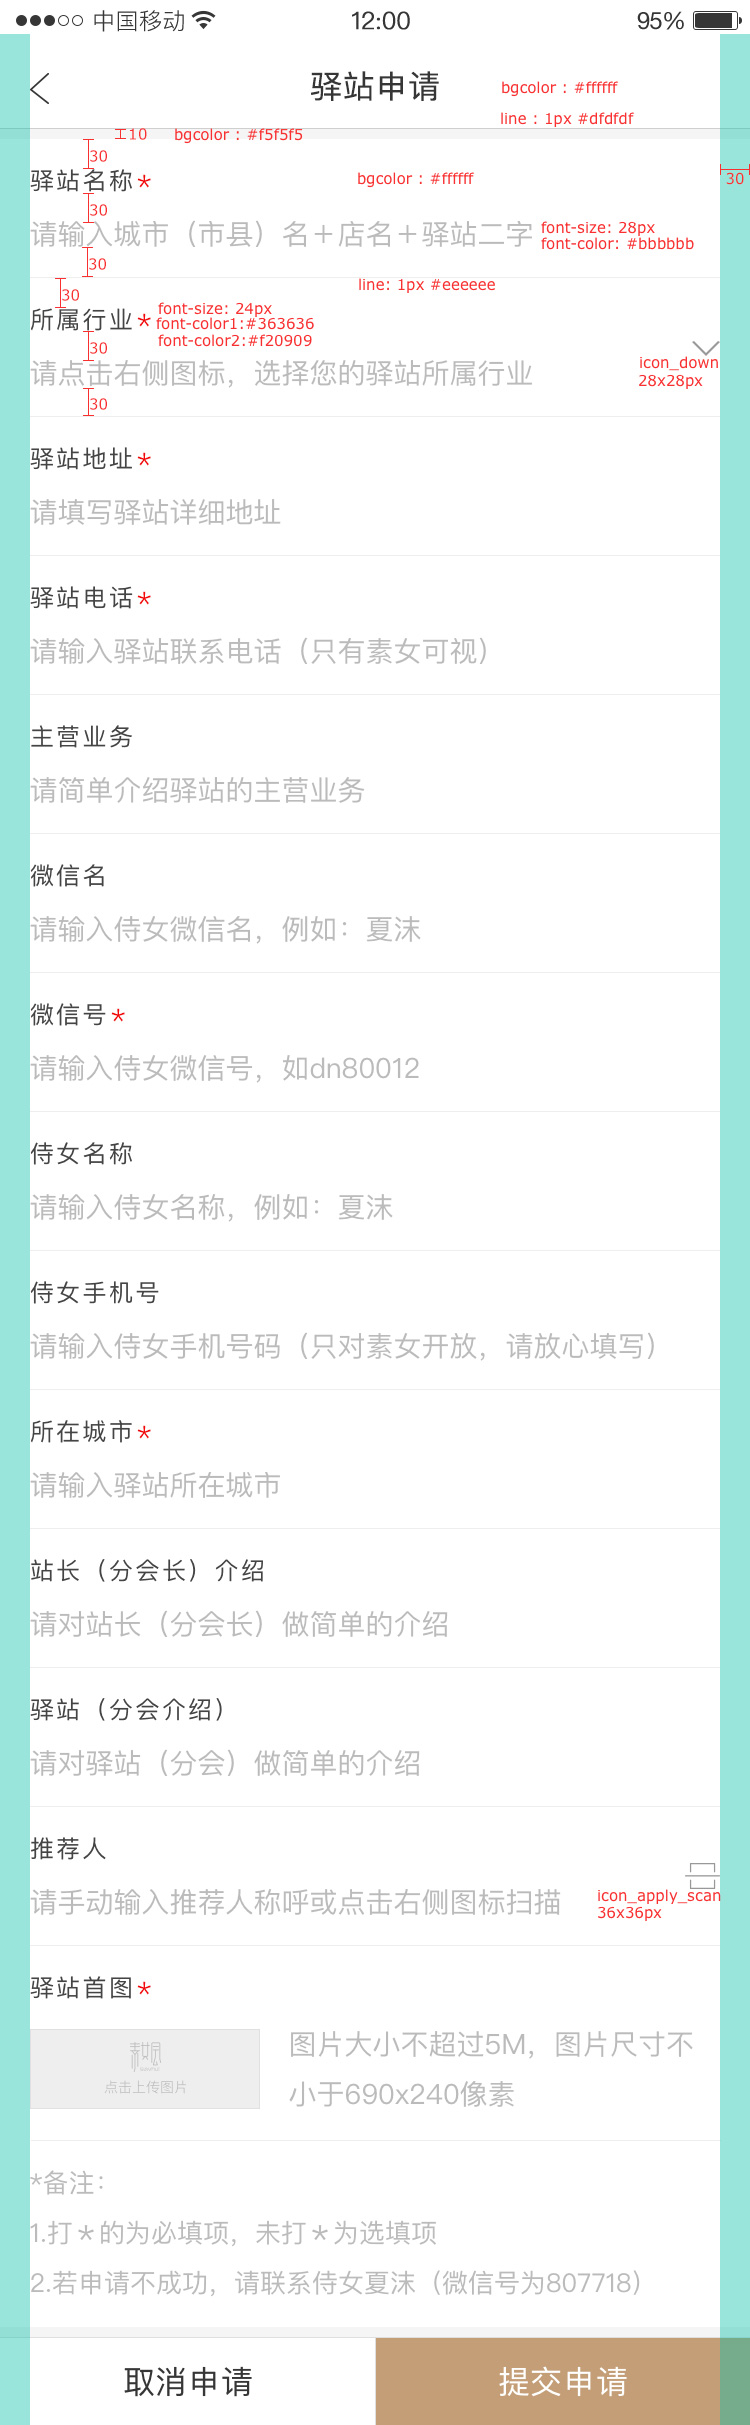 中国移动 12:00 95%
驿站申请
bgcolor : #ffffff
line : 1px #dfdfdf
10 bgcolor : #f5f5f5
30
驿站名称* bgcolor : #ffffff 30
30
请输入城市（市县）名＋店名＋驿站二字 font-size: 28px
font-color: #bbbbbb
30
line: 1px #eeeeee
30
所属行业* font-size: 24px
font-color1:#363636
font-color2:#f20909
30
请点击右侧图标，选择您的驿站所属行业 icon_down
28x28px
30
驿站地址*
请填写驿站详细地址
驿站电话*
请输入驿站联系电话（只有素女可视）
主营业务
请简单介绍驿站的主营业务
微信名
请输入侍女微信名，例如：夏沫
微信号*
请输入侍女微信号，如dn80012
侍女名称
请输入侍女名称，例如：夏沫
侍女手机号
请输入侍女手机号码（只对素女开放，请放心填写）
所在城市*
请输入驿站所在城市
站长（分会长）介绍
请对站长（分会长）做简单的介绍
驿站（分会介绍）
请对驿站（分会）做简单的介绍
推荐人
请手动输入推荐人称呼或点击右侧图标扫描 icon_apply_scan
36x36px
驿站首图*
点击上传图片
图片大小不超过5M，图片尺寸不
小于690x240像素
*备注：
1.打*的为必填项，未打*为选填项
2.若申请不成功，请联系侍女夏沫（微信号为807718）
取消申请 提交申请